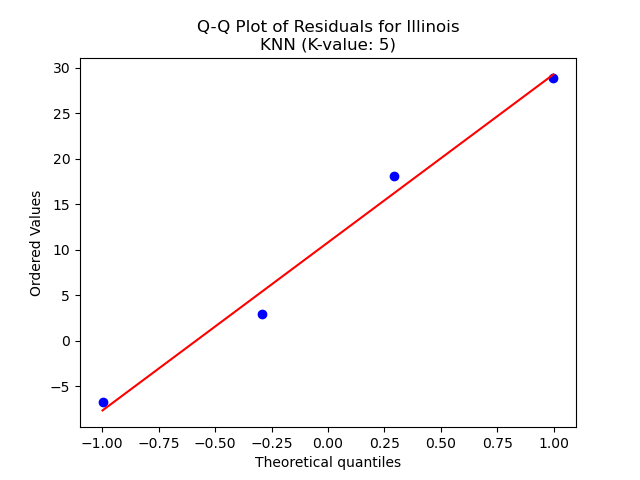 Q-Q Plot of Residuals for Illinois
KNN (K-value: 5)
30
25
20
15
10
5
0
−5
Ordered Values
−1.00 −0.75 −0.50 −0.25 0.00 0.25 0.50 0.75 1.00
Theoretical quantiles